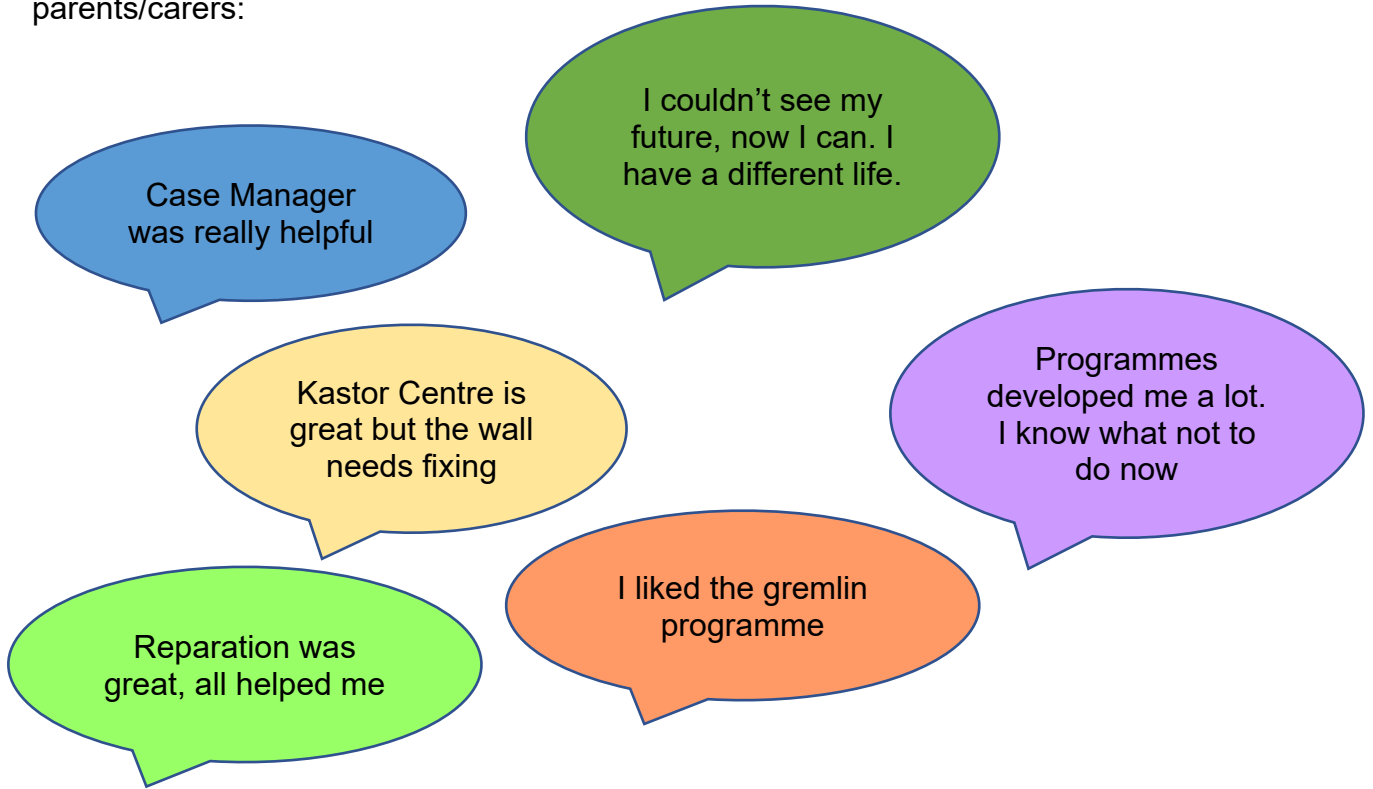 parents/carers:
I couldn’t see my
future, now I can. I
have a different life.
Case Manager
was really helpful
Kastor Centre is
great but the wall
needs fixing
Programmes
developed me a lot.
I know what not to
do now
I liked the gremlin
programme
Reparation was
great, all helped me